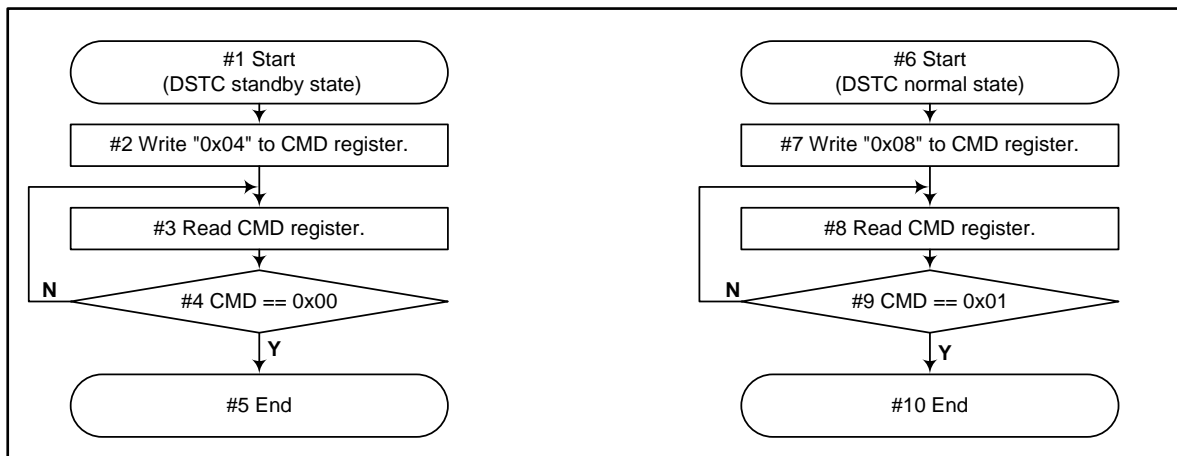 #1 Start
(DSTC standby state)
#2 Write "0x04" to CMD register.
#3 Read CMD register.
#4 CMD == 0x00
N
Y
#5 End
#6 Start
(DSTC normal state)
#7 Write "0x08" to CMD register.
#8 Read CMD register.
#9 CMD == 0x01
N
Y
#10 End